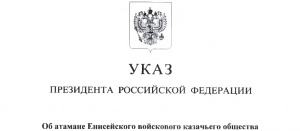 УКАЗ
ПРЕЗИДЕНТА РОССИЙСКОЙ ФЕДЕРАЦИИ
Об атамане Енисейского войскового казачьего общества